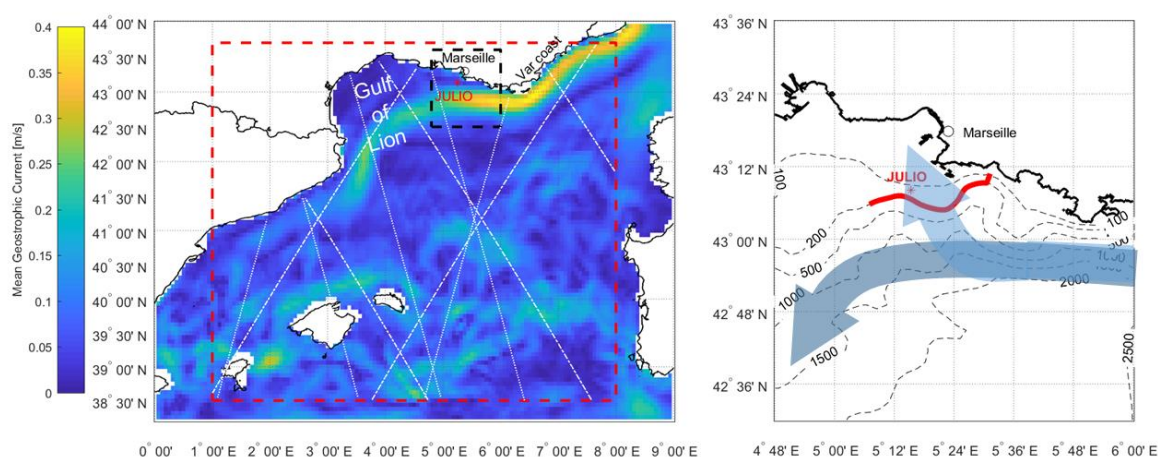 Mean Geostrophic Current [m/s]
0.4
0.35
0.3
0.25
0.2
0.15
0.1
0.05
0
44° 00' N
43° 30' N
43° 00' N
42° 30' N
42° 00' N
41° 30' N
41° 00' N
40° 30' N
40° 00' N
39° 30' N
39° 00' N
38° 30' N
0° 00' 1° 00' 2° 00' 3° 00' 4° 00' 5° 00' 6° 00' 7° 00' 8° 00' 9° 00' E
Marseille
Var coast
JULIO
Gulf
of
Lion
43° 36' N
43° 24' N
43° 12' N
43° 00' N
42° 48' N
42° 36' N
4° 48' E 5° 00' E 5° 12' E 5° 24' E 5° 36' E 5° 48' E 6° 00' E
Marseille
JULIO
100
200
500
1000
1500
100
2000
2500